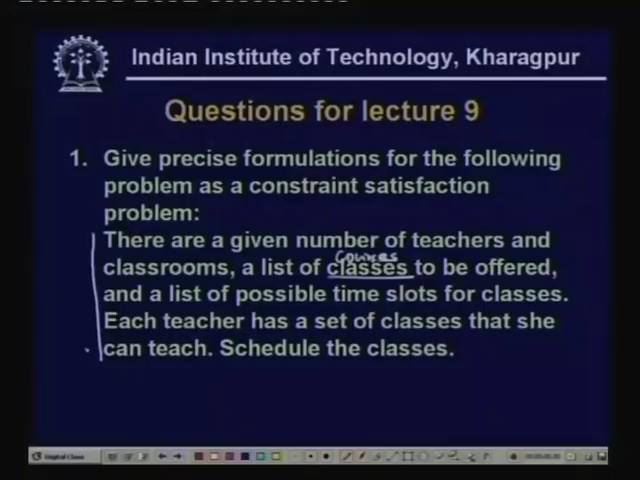 Indian Institute of Technology, Kharagpur
Questions for lecture 9
1. Give precise formulations for the following
problem as a constraint satisfaction
problem:
There are a given number of teachers and
courses
classrooms, a list of classes to be offered,
and a list of possible time slots for classes.
Each teacher has a set of classes that she
can teach. Schedule the classes.